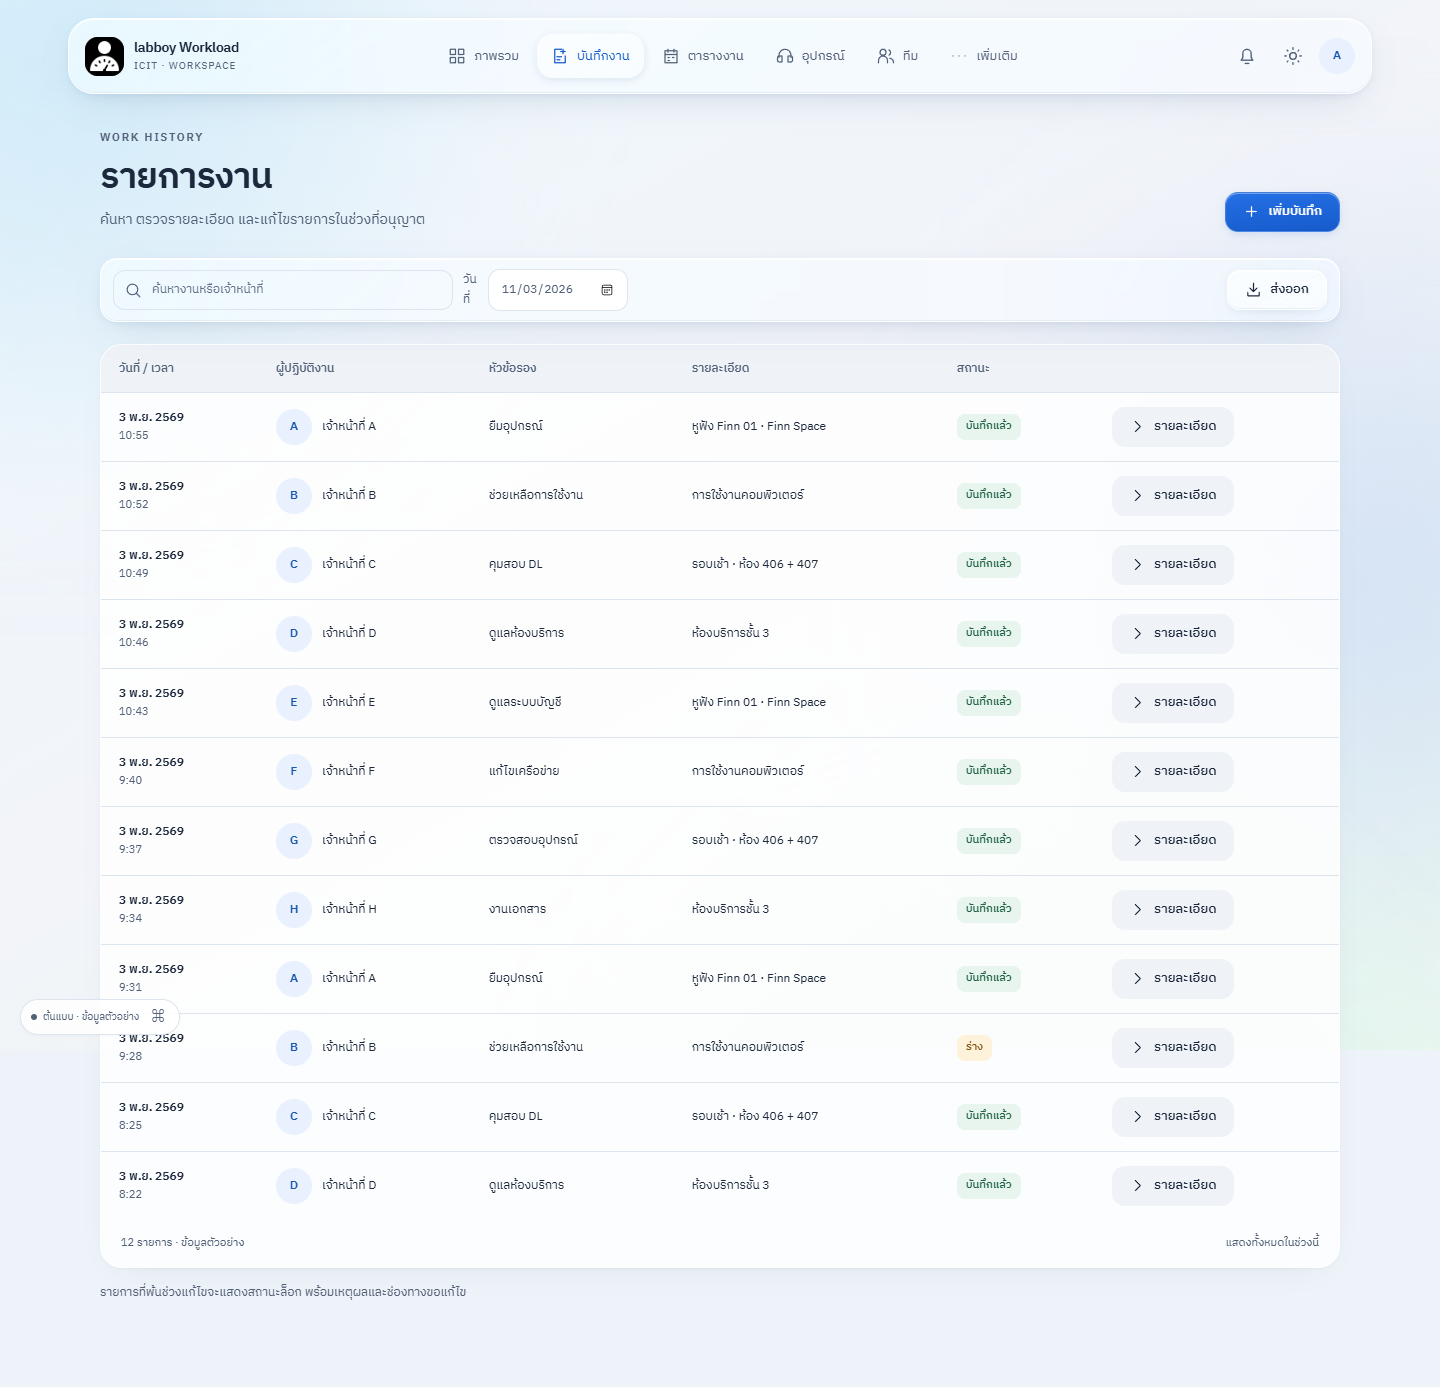 labboy Workload
ICIT · WORKSPACE
ภาพรวม
บันทึกงาน
ตารางงาน
อุปกรณ์
ทีม
··· เพิ่มเติม
A
WORK HISTORY
รายการงาน
ค้นหา ตรวจรายละเอียด และแก้ไขรายการในช่วงที่อนุญาต
เพิ่มบันทึก
ค้นหางานหรือเจ้าหน้าที่
วัน
ที่
11/03/2026
ส่งออก
วันที่ / เวลา ผู้ปฏิบัติงาน หัวข้อรอง รายละเอียด สถานะ
3 พ.ย. 2569
10:55
A เจ้าหน้าที่ A ยืมอุปกรณ์ หูฟัง Finn 01 · Finn Space บันทึกแล้ว รายละเอียด
3 พ.ย. 2569
10:52
B เจ้าหน้าที่ B ช่วยเหลือการใช้งาน การใช้งานคอมพิวเตอร์ บันทึกแล้ว รายละเอียด
3 พ.ย. 2569
10:49
C เจ้าหน้าที่ C คุมสอบ DL รอบเช้า · ห้อง 406 + 407 บันทึกแล้ว รายละเอียด
3 พ.ย. 2569
10:46
D เจ้าหน้าที่ D ดูแลห้องบริการ ห้องบริการชั้น 3 บันทึกแล้ว รายละเอียด
3 พ.ย. 2569
10:43
E เจ้าหน้าที่ E ดูแลระบบบัญชี หูฟัง Finn 01 · Finn Space บันทึกแล้ว รายละเอียด
3 พ.ย. 2569
9:40
F เจ้าหน้าที่ F แก้ไขเครือข่าย การใช้งานคอมพิวเตอร์ บันทึกแล้ว รายละเอียด
3 พ.ย. 2569
9:37
G เจ้าหน้าที่ G ตรวจสอบอุปกรณ์ รอบเช้า · ห้อง 406 + 407 บันทึกแล้ว รายละเอียด
3 พ.ย. 2569
9:34
H เจ้าหน้าที่ H งานเอกสาร ห้องบริการชั้น 3 บันทึกแล้ว รายละเอียด
3 พ.ย. 2569
9:31
A เจ้าหน้าที่ A ยืมอุปกรณ์ หูฟัง Finn 01 · Finn Space บันทึกแล้ว รายละเอียด
ต้นแบบ · ข้อมูลตัวอย่าง ⌘
3 พ.ย. 2569
9:28
B เจ้าหน้าที่ B ช่วยเหลือการใช้งาน การใช้งานคอมพิวเตอร์ ร่าง รายละเอียด
3 พ.ย. 2569
8:25
C เจ้าหน้าที่ C คุมสอบ DL รอบเช้า · ห้อง 406 + 407 บันทึกแล้ว รายละเอียด
3 พ.ย. 2569
8:22
D เจ้าหน้าที่ D ดูแลห้องบริการ ห้องบริการชั้น 3 บันทึกแล้ว รายละเอียด
12 รายการ · ข้อมูลตัวอย่าง
แสดงทั้งหมดในช่วงนี้
รายการที่พ้นช่วงแก้ไขจะแสดงสถานะล็อก พร้อมเหตุผลและช่องทางขอแก้ไข